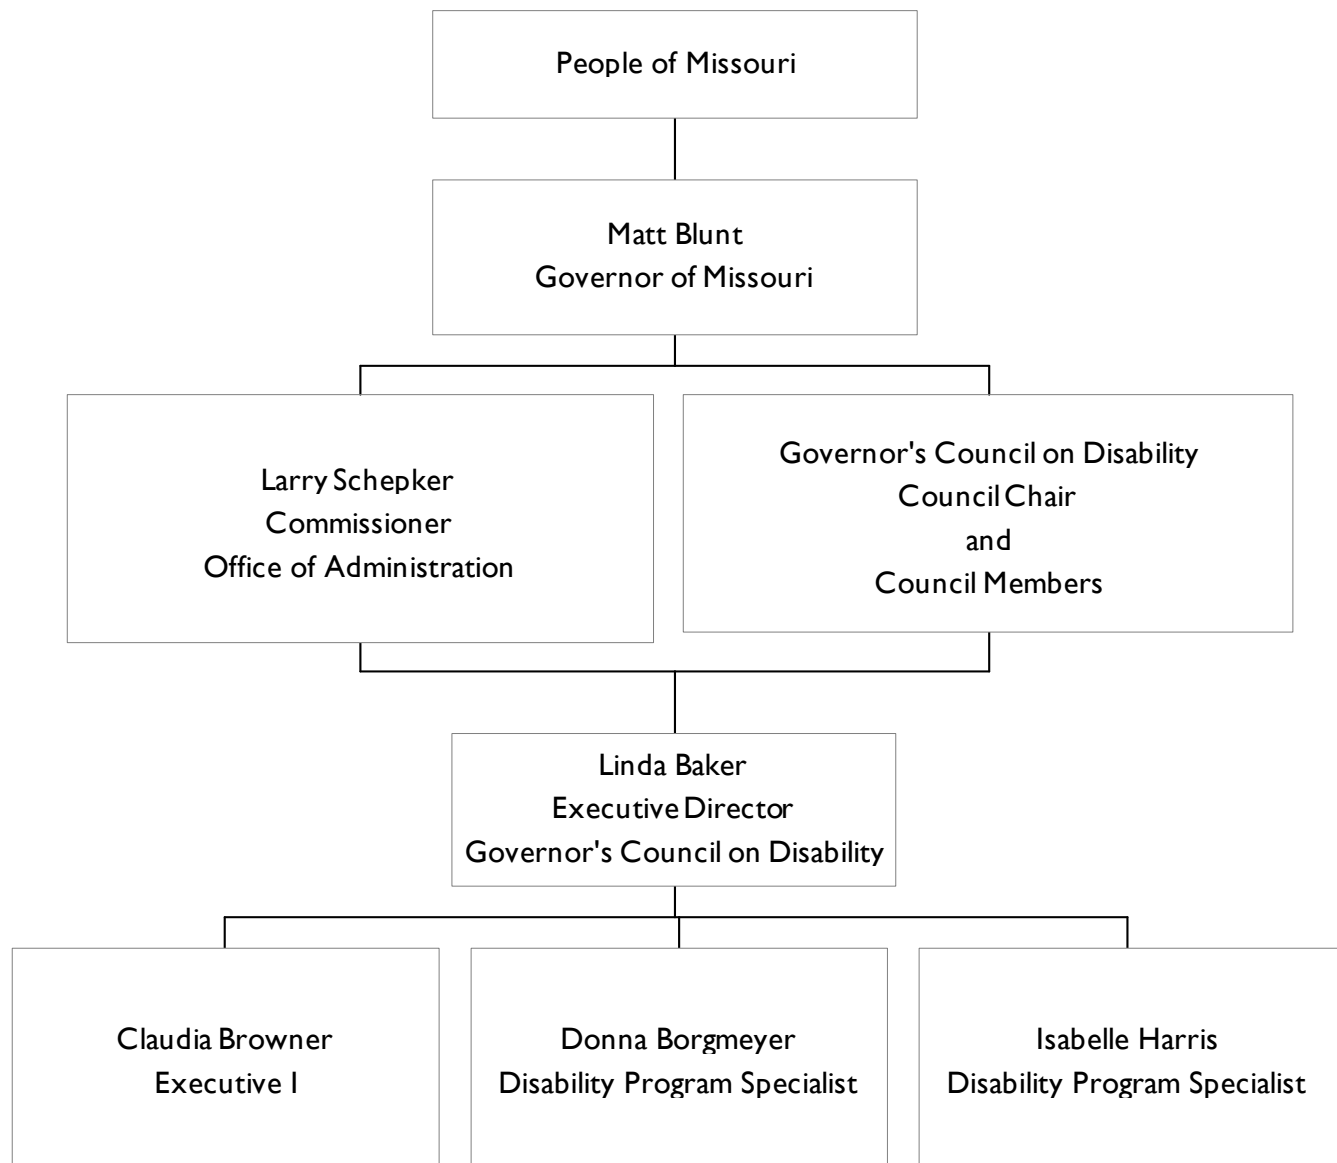 People of Missouri
Matt Blunt
Governor of Missouri
Larry Schepker
Commissioner
Office of Administration
Governor's Council on Disability
Council Chair
and
Council Members
Linda Baker
Executive Director
Governor's Council on Disability
Claudia Browner
Executive I
Donna Borgmeyer
Disability Program Specialist
Isabelle Harris
Disability Program Specialist